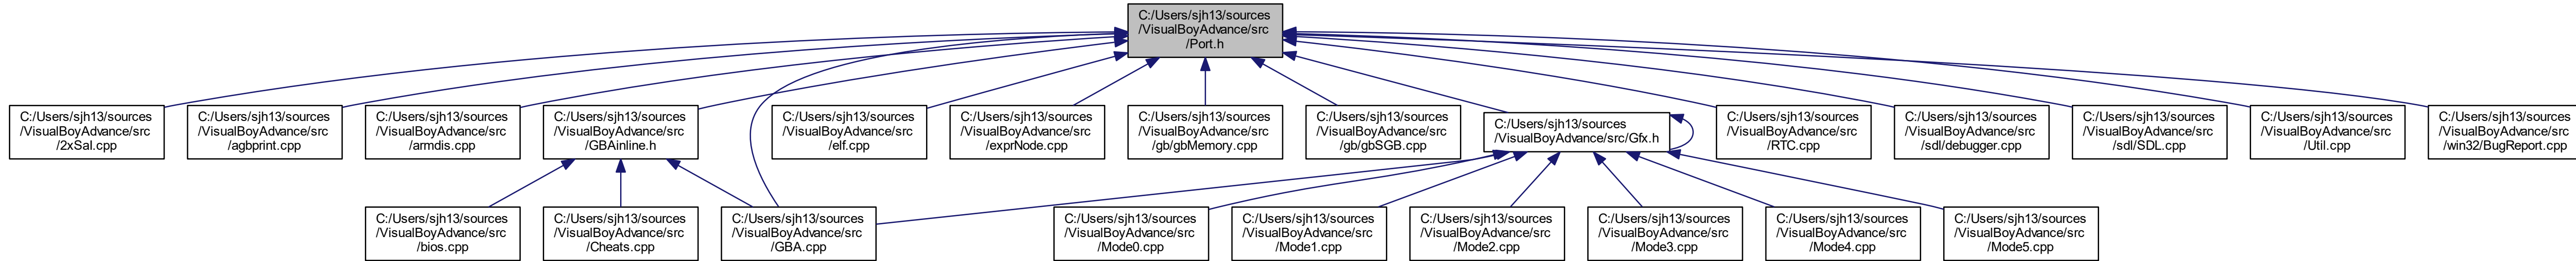 C:/Users/sjh13/sources
/VisualBoyAdvance/src
/Port.h
C:/Users/sjh13/sources
/VisualBoyAdvance/src
/2xSaI.cpp
C:/Users/sjh13/sources
/VisualBoyAdvance/src
/agbprint.cpp
C:/Users/sjh13/sources
/VisualBoyAdvance/src
/armdis.cpp
C:/Users/sjh13/sources
/VisualBoyAdvance/src
/GBAinline.h
C:/Users/sjh13/sources
/VisualBoyAdvance/src
/elf.cpp
C:/Users/sjh13/sources
/VisualBoyAdvance/src
/exprNode.cpp
C:/Users/sjh13/sources
/VisualBoyAdvance/src
/gb/gbMemory.cpp
C:/Users/sjh13/sources
/VisualBoyAdvance/src
/gb/gbSGB.cpp
C:/Users/sjh13/sources
/VisualBoyAdvance/src/Gfx.h
C:/Users/sjh13/sources
/VisualBoyAdvance/src
/RTC.cpp
C:/Users/sjh13/sources
/VisualBoyAdvance/src
/sdl/debugger.cpp
C:/Users/sjh13/sources
/VisualBoyAdvance/src
/sdl/SDL.cpp
C:/Users/sjh13/sources
/VisualBoyAdvance/src
/Util.cpp
C:/Users/sjh13/sources
/VisualBoyAdvance/src
/win32/BugReport.cpp
C:/Users/sjh13/sources
/VisualBoyAdvance/src
/bios.cpp
C:/Users/sjh13/sources
/VisualBoyAdvance/src
/Cheats.cpp
C:/Users/sjh13/sources
/VisualBoyAdvance/src
/GBA.cpp
C:/Users/sjh13/sources
/VisualBoyAdvance/src
/Mode0.cpp
C:/Users/sjh13/sources
/VisualBoyAdvance/src
/Mode1.cpp
C:/Users/sjh13/sources
/VisualBoyAdvance/src
/Mode2.cpp
C:/Users/sjh13/sources
/VisualBoyAdvance/src
/Mode3.cpp
C:/Users/sjh13/sources
/VisualBoyAdvance/src
/Mode4.cpp
C:/Users/sjh13/sources
/VisualBoyAdvance/src
/Mode5.cpp